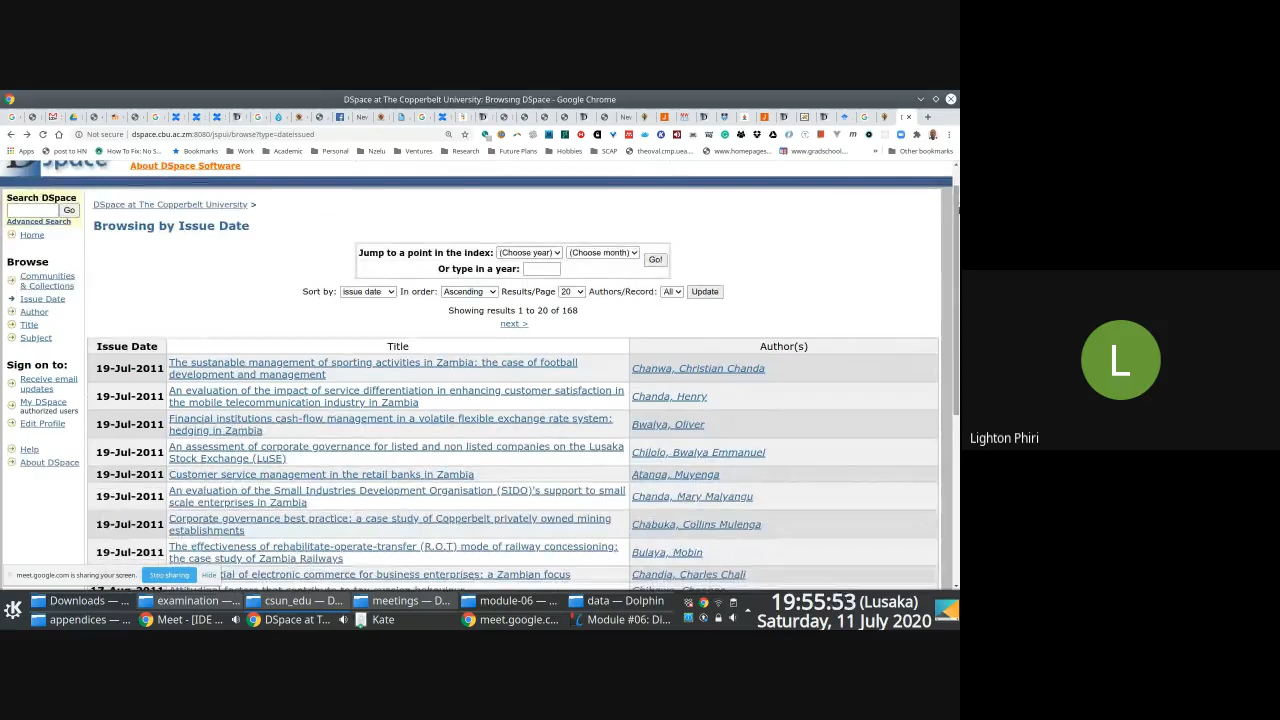 DSpace at The Copperbelt University: Browsing DSpace - Google Chrome
Not secure | dspace.cbu.ac.zm:8080/jspui/browse?type=dateissued
Apps post to HN How To Fix: No S... Bookmarks Work Academic Personal Nzelu Ventures Research Future Plans Hobbies SCAP theoval.cmp.uea... www.homepages... www.gradschool... » Other bookmarks
About DSpace Software
Search DSpace
Go
Advanced Search
Home
Browse
Communities
& Collections
Issue Date
Author
Title
Subject
Sign on to:
Receive email
updates
My DSpace
authorized users
Edit Profile
Help
About DSpace
DSpace at The Copperbelt University >
Browsing by Issue Date
Jump to a point in the index: (Choose year) (Choose month) Go!
Or type in a year:
Sort by: issue date In order: Ascending Results/Page 20 Authors/Record: All Update
Showing results 1 to 20 of 168
next >
Issue Date Title Author(s)
19-Jul-2011 The sustanable management of sporting activities in Zambia: the case of football Chanwa, Christian Chanda
development and management
19-Jul-2011 An evaluation of the impact of service differentiation in enhancing customer satisfaction in Chanda, Henry
the mobile telecommunication industry in Zambia
19-Jul-2011 Financial institutions cash-flow management in a volatile flexible exchange rate system: Bwalya, Oliver
hedging in Zambia
19-Jul-2011 An assessment of corporate governance for listed and non listed companies on the Lusaka Chilolo, Bwalya Emmanuel
Stock Exchange (LuSE)
19-Jul-2011 Customer service management in the retail banks in Zambia Atanga, Muyenga
19-Jul-2011 An evaluation of the Small Industries Development Organisation (SIDO)'s support to small Chanda, Mary Malyangu
scale enterprises in Zambia
19-Jul-2011 Corporate governance best practice: a case study of Copperbelt privately owned mining Chabuka, Collins Mulenga
establishments
19-Jul-2011 The effectiveness of rehabilitate-operate-transfer (R.O.T) mode of railway concessioning: Bulaya, Mobin
the case study of Zambia Railways
tial of electronic commerce for business enterprises: a Zambian focus Chandia, Charles Chali
meet.google.com is sharing your screen. Stop sharing Hide
Downloads — ... examination —... csun_edu — D... meetings — D... module-06 — ... data — Dolphin
appendices — ... Meet - [IDE ... DSpace at T... Kate meet.google.c... Module #06: Di...
19:55:53 (Lusaka)
Saturday, 11 July 2020
L
Lighton Phiri